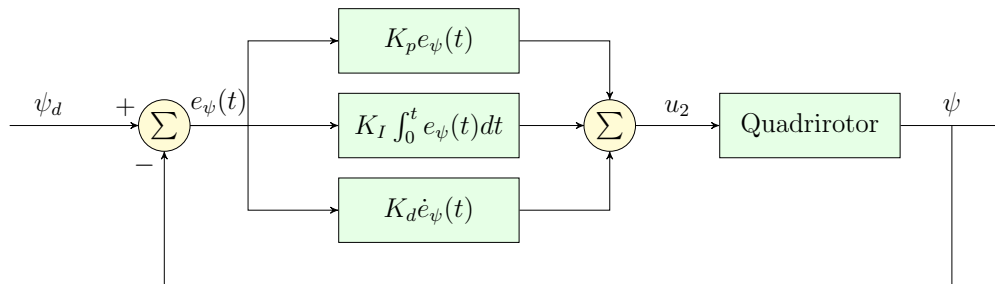 K_p e_ψ(t)
ψ_d
+
∑
e_ψ(t)
K_I ∫_0^t e_ψ(t)dt
∑
u_2
Quadrirotor
ψ
−
K_d ė_ψ(t)